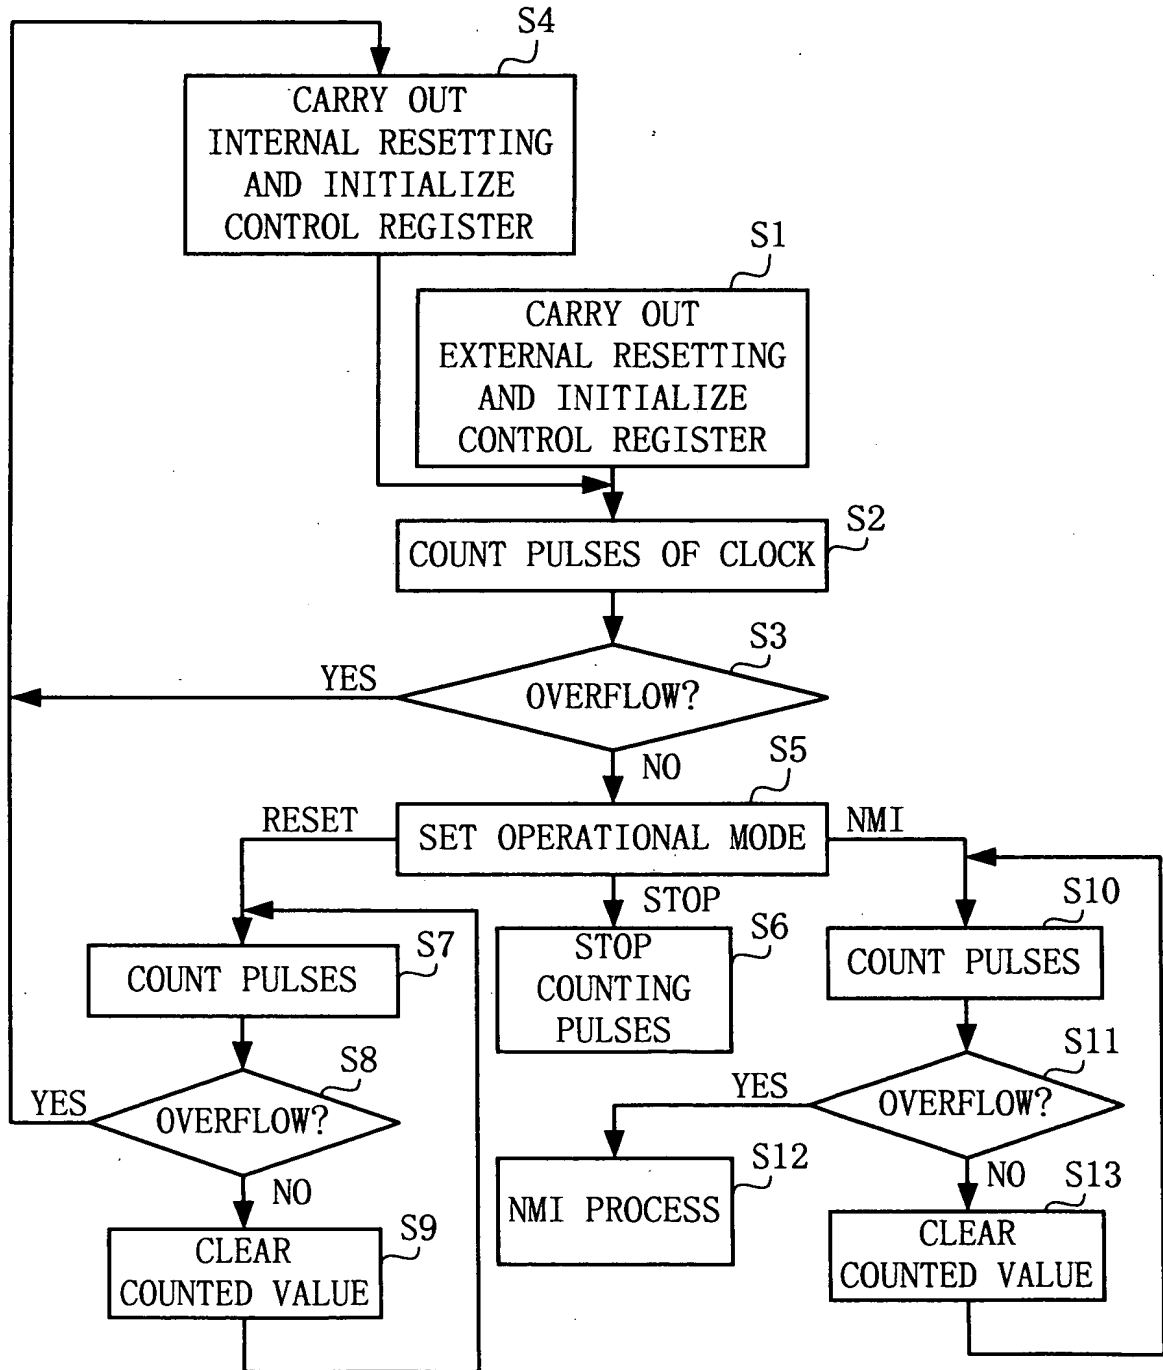 S4
CARRY OUT
INTERNAL RESETTING
AND INITIALIZE
CONTROL REGISTER
S1
CARRY OUT
EXTERNAL RESETTING
AND INITIALIZE
CONTROL REGISTER
S2
COUNT PULSES OF CLOCK
S3
YES
OVERFLOW?
NO
S5
RESET
SET OPERATIONAL MODE
NMI
STOP
S7
COUNT PULSES
S6
STOP
COUNTING
PULSES
S10
COUNT PULSES
S8
YES
OVERFLOW?
NO
S11
YES
OVERFLOW?
NO
S12
NMI PROCESS
S9
CLEAR
COUNTED VALUE
S13
CLEAR
COUNTED VALUE